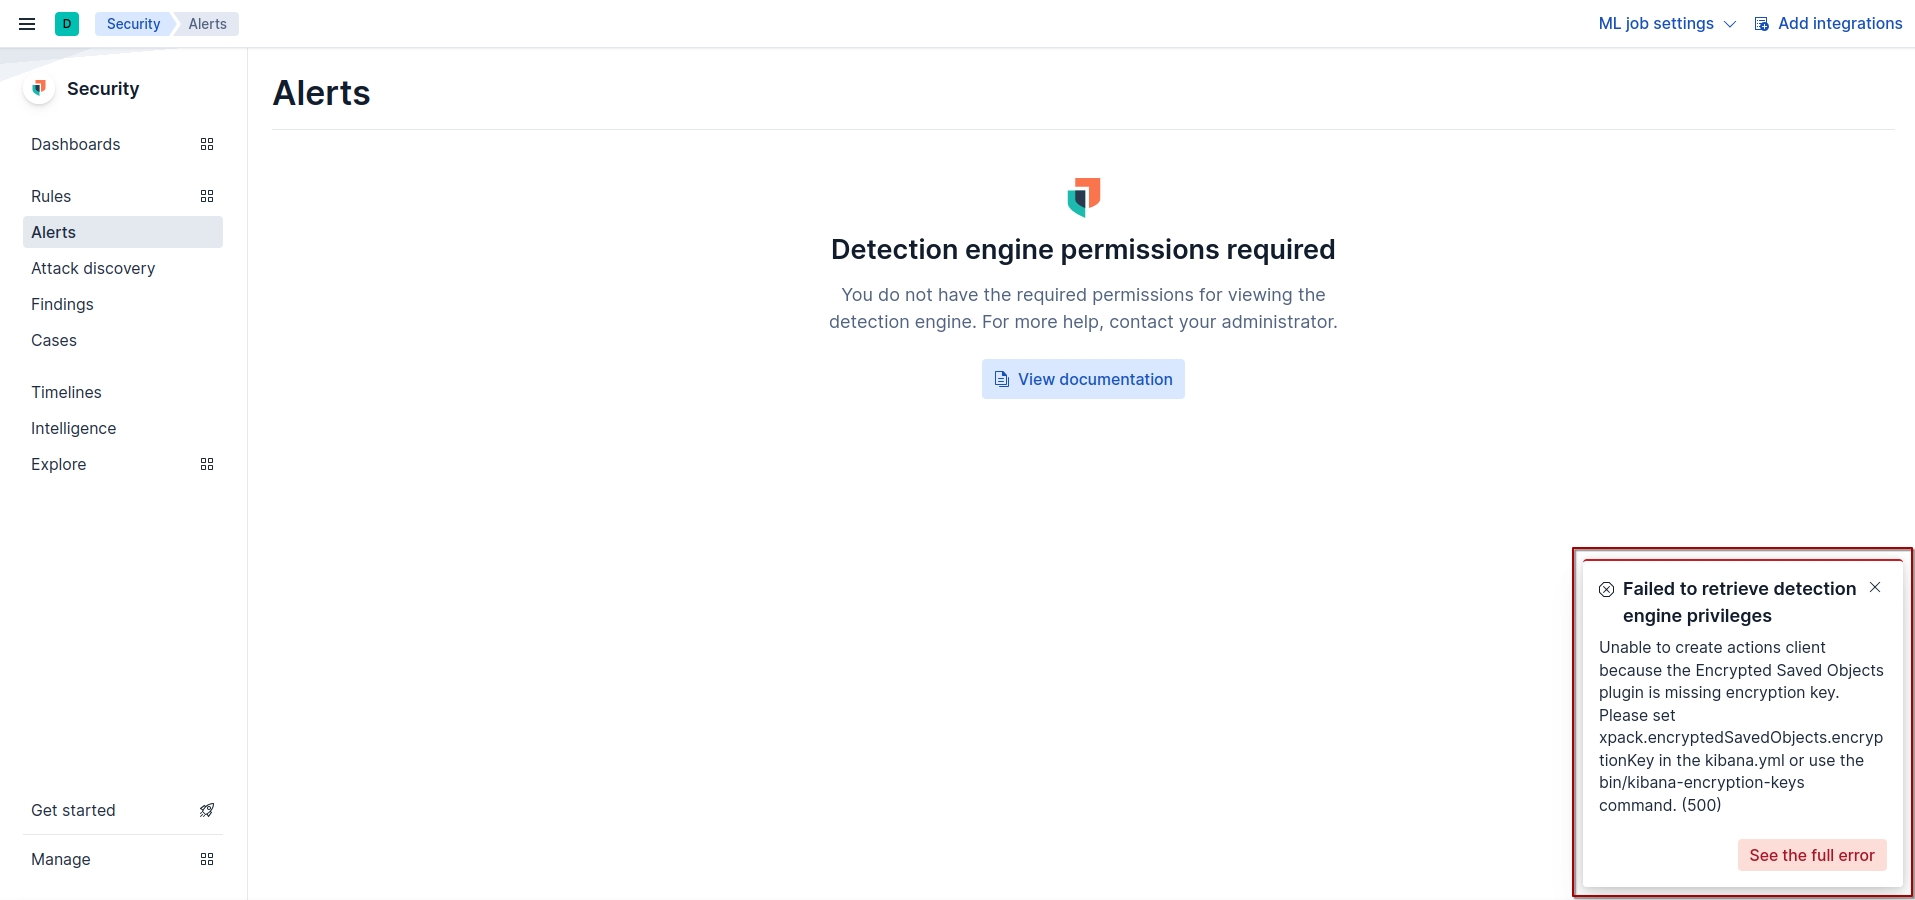 D
Security
Alerts
ML job settings
Add integrations
Security
Dashboards
Rules
Alerts
Attack discovery
Findings
Cases
Timelines
Intelligence
Explore
Get started
Manage
Alerts
Detection engine permissions required
You do not have the required permissions for viewing the
detection engine. For more help, contact your administrator.
View documentation
Failed to retrieve detection
engine privileges
Unable to create actions client
because the Encrypted Saved Objects
plugin is missing encryption key.
Please set
xpack.encryptedSavedObjects.encryp
tionKey in the kibana.yml or use the
bin/kibana-encryption-keys
command. (500)
See the full error